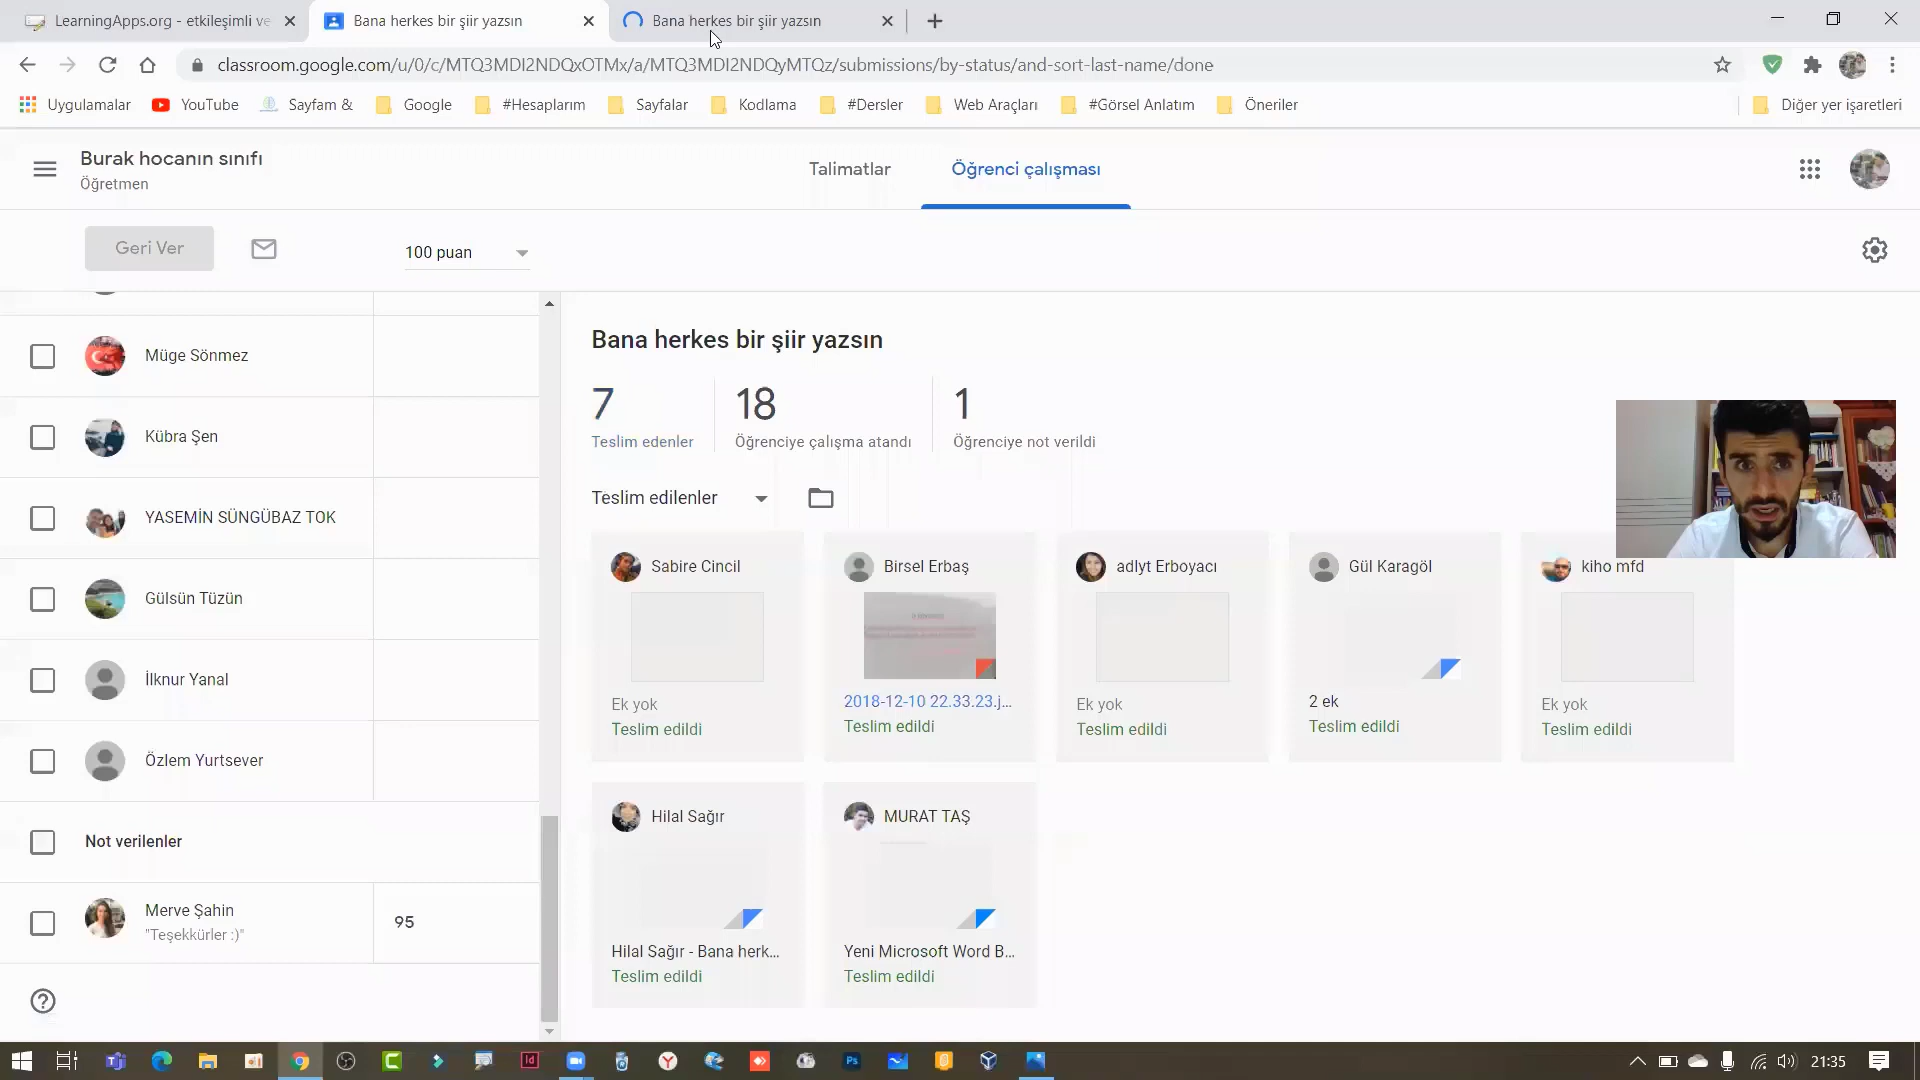 LearningApps.org - etkileşimli ve
Bana herkes bir şiir yazsın
Bana herkes bir şiir yazsın
classroom.google.com/u/0/c/MTQ3MDI2NDQxOTMx/a/MTQ3MDI2NDQyMTQz/submissions/by-status/and-sort-last-name/done
Uygulamalar
YouTube
Sayfam &
Google
#Hesaplarım
Sayfalar
Kodlama
#Dersler
Web Araçları
#Görsel Anlatım
Öneriler
Diğer yer işaretleri
Burak hocanın sınıfı
Öğretmen
Talimatlar
Öğrenci çalışması
Geri Ver
100 puan
Müge Sönmez
Kübra Şen
YASEMİN SÜNGÜBAZ TOK
Gülsün Tüzün
İlknur Yanal
Özlem Yurtsever
Not verilenler
Merve Şahin
"Teşekkürler :)"
95
Bana herkes bir şiir yazsın
7
Teslim edenler
18
Öğrenciye çalışma atandı
1
Öğrenciye not verildi
Teslim edilenler
Sabire Cincil
Ek yok
Teslim edildi
Birsel Erbaş
2018-12-10 22.33.23.j...
Teslim edildi
adlyt Erboyacı
Ek yok
Teslim edildi
Gül Karagöl
2 ek
Teslim edildi
kiho mfd
Ek yok
Teslim edildi
Hilal Sağır
Hilal Sağır - Bana herk...
Teslim edildi
MURAT TAŞ
Yeni Microsoft Word B...
Teslim edildi
21:35